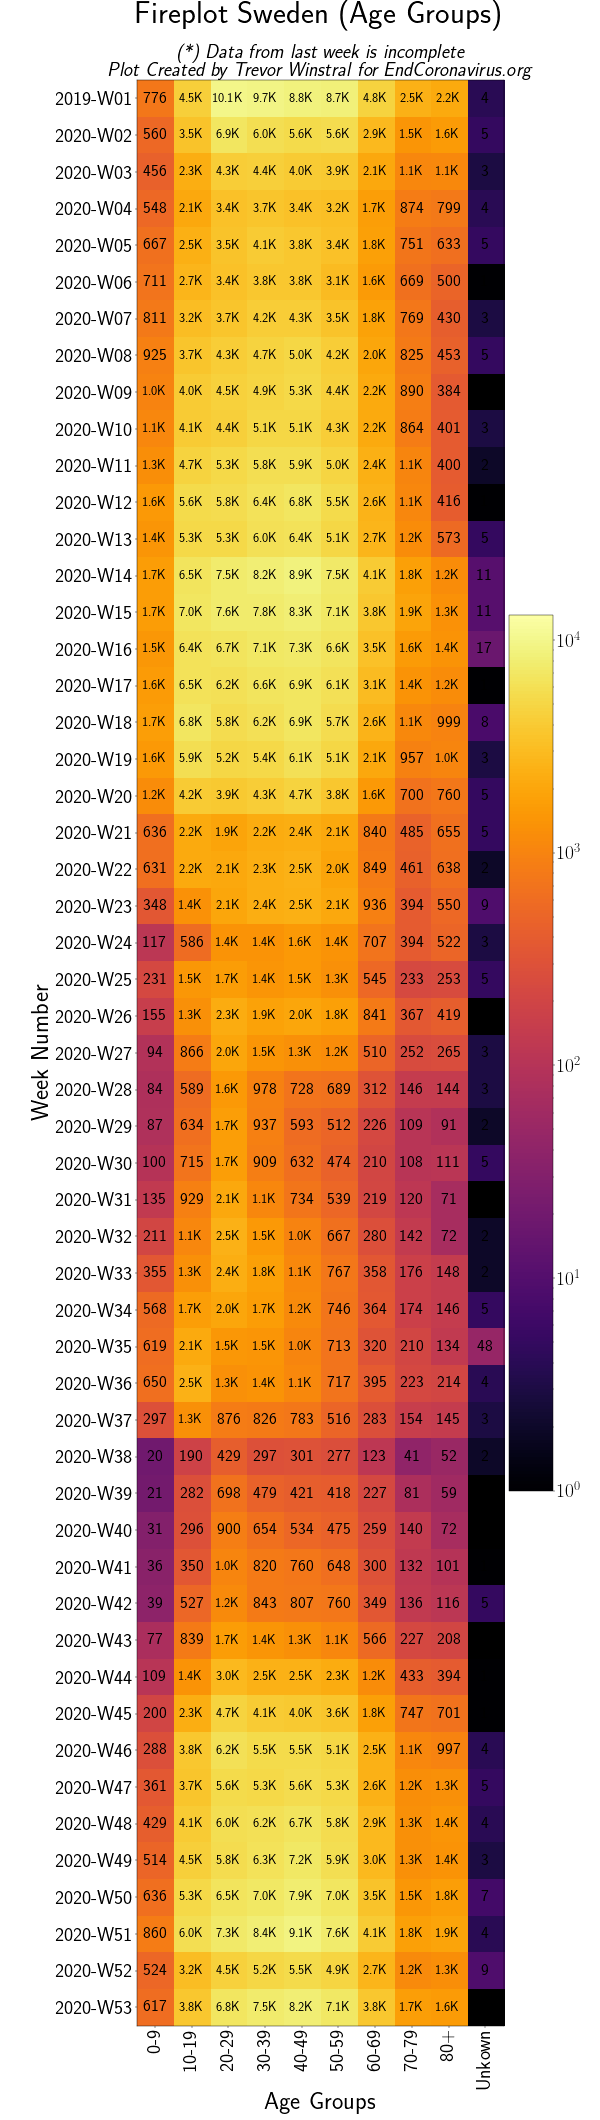 Fireplot Sweden (Age Groups)
(*) Data from last week is incomplete
Plot Created by Trevor Winstral for EndCoronavirus.org
2019-W01 776 4.5K 10.1K 9.7K 8.8K 8.7K 4.8K 2.5K 2.2K 4
2020-W02 560 3.5K 6.9K 6.0K 5.6K 5.6K 2.9K 1.5K 1.6K 5
2020-W03 456 2.3K 4.3K 4.4K 4.0K 3.9K 2.1K 1.1K 1.1K 3
2020-W04 548 2.1K 3.4K 3.7K 3.4K 3.2K 1.7K 874 799 4
2020-W05 667 2.5K 3.5K 4.1K 3.8K 3.4K 1.8K 751 633 5
2020-W06 711 2.7K 3.4K 3.8K 3.8K 3.1K 1.6K 669 500
2020-W07 811 3.2K 3.7K 4.2K 4.3K 3.5K 1.8K 769 430 3
2020-W08 925 3.7K 4.3K 4.7K 5.0K 4.2K 2.0K 825 453 5
2020-W09 1.0K 4.0K 4.5K 4.9K 5.3K 4.4K 2.2K 890 384
2020-W10 1.1K 4.1K 4.4K 5.1K 5.1K 4.3K 2.2K 864 401 3
2020-W11 1.3K 4.7K 5.3K 5.8K 5.9K 5.0K 2.4K 1.1K 400 2
2020-W12 1.6K 5.6K 5.8K 6.4K 6.8K 5.5K 2.6K 1.1K 416
2020-W13 1.4K 5.3K 5.3K 6.0K 6.4K 5.1K 2.7K 1.2K 573 5
2020-W14 1.7K 6.5K 7.5K 8.2K 8.9K 7.5K 4.1K 1.8K 1.2K 11
2020-W15 1.7K 7.0K 7.6K 7.8K 8.3K 7.1K 3.8K 1.9K 1.3K 11
2020-W16 1.5K 6.4K 6.7K 7.1K 7.3K 6.6K 3.5K 1.6K 1.4K 17
2020-W17 1.6K 6.5K 6.2K 6.6K 6.9K 6.1K 3.1K 1.4K 1.2K
2020-W18 1.7K 6.8K 5.8K 6.2K 6.9K 5.7K 2.6K 1.1K 999 8
2020-W19 1.6K 5.9K 5.2K 5.4K 6.1K 5.1K 2.1K 957 1.0K 3
2020-W20 1.2K 4.2K 3.9K 4.3K 4.7K 3.8K 1.6K 700 760 5
2020-W21 636 2.2K 1.9K 2.2K 2.4K 2.1K 840 485 655 5
2020-W22 631 2.2K 2.1K 2.3K 2.5K 2.0K 849 461 638 2
2020-W23 348 1.4K 2.1K 2.4K 2.5K 2.1K 936 394 550 9
2020-W24 117 586 1.4K 1.4K 1.6K 1.4K 707 394 522 3
2020-W25 231 1.5K 1.7K 1.4K 1.5K 1.3K 545 233 253 5
2020-W26 155 1.3K 2.3K 1.9K 2.0K 1.8K 841 367 419
2020-W27 94 866 2.0K 1.5K 1.3K 1.2K 510 252 265 3
2020-W28 84 589 1.6K 978 728 689 312 146 144 3
2020-W29 87 634 1.7K 937 593 512 226 109 91 2
2020-W30 100 715 1.7K 909 632 474 210 108 111 5
2020-W31 135 929 2.1K 1.1K 734 539 219 120 71
2020-W32 211 1.1K 2.5K 1.5K 1.0K 667 280 142 72 2
2020-W33 355 1.3K 2.4K 1.8K 1.1K 767 358 176 148 2
2020-W34 568 1.7K 2.0K 1.7K 1.2K 746 364 174 146 5
2020-W35 619 2.1K 1.5K 1.5K 1.0K 713 320 210 134 48
2020-W36 650 2.5K 1.3K 1.4K 1.1K 717 395 223 214 4
2020-W37 297 1.3K 876 826 783 516 283 154 145 3
2020-W38 20 190 429 297 301 277 123 41 52 2
2020-W39 21 282 698 479 421 418 227 81 59
2020-W40 31 296 900 654 534 475 259 140 72
2020-W41 36 350 1.0K 820 760 648 300 132 101
2020-W42 39 527 1.2K 843 807 760 349 136 116 5
2020-W43 77 839 1.7K 1.4K 1.3K 1.1K 566 227 208
2020-W44 109 1.4K 3.0K 2.5K 2.5K 2.3K 1.2K 433 394
2020-W45 200 2.3K 4.7K 4.1K 4.0K 3.6K 1.8K 747 701
2020-W46 288 3.8K 6.2K 5.5K 5.5K 5.1K 2.5K 1.1K 997 4
2020-W47 361 3.7K 5.6K 5.3K 5.6K 5.3K 2.6K 1.2K 1.3K 5
2020-W48 429 4.1K 6.0K 6.2K 6.7K 5.8K 2.9K 1.3K 1.4K 4
2020-W49 514 4.5K 5.8K 6.3K 7.2K 5.9K 3.0K 1.3K 1.4K 3
2020-W50 636 5.3K 6.5K 7.0K 7.9K 7.0K 3.5K 1.5K 1.8K 7
2020-W51 860 6.0K 7.3K 8.4K 9.1K 7.6K 4.1K 1.8K 1.9K 4
2020-W52 524 3.2K 4.5K 5.2K 5.5K 4.9K 2.7K 1.2K 1.3K 9
2020-W53 617 3.8K 6.8K 7.5K 8.2K 7.1K 3.8K 1.7K 1.6K
0-9 10-19 20-29 30-39 40-49 50-59 60-69 70-79 80+ Unkown
Age Groups
Week Number
10⁴
10³
10²
10¹
10⁰